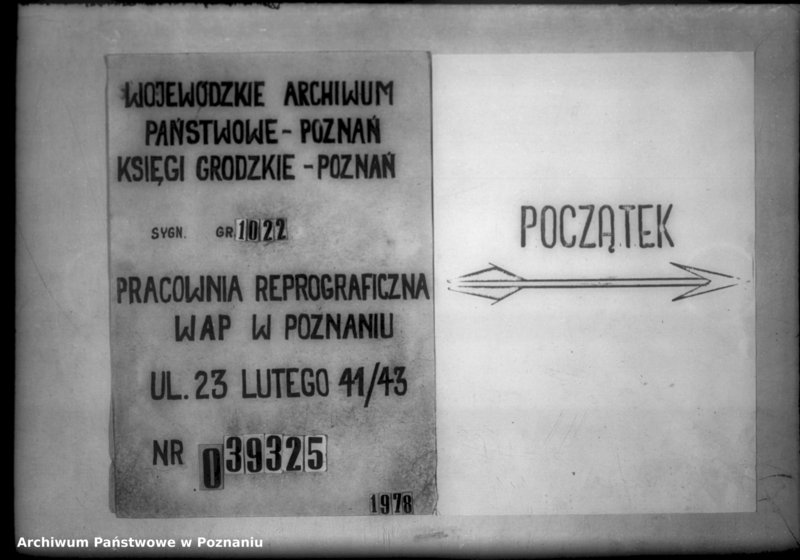 WOJEWÓDZKIE ARCHIWUM
PAŃSTWOWE - POZNAŃ
KSIĘGI GRODZKIE - POZNAŃ
SYGN. GR. 1022
PRACOWNIA REPROGRAFICZNA
WAP W POZNANIU
UL. 23 LUTEGO 41/43
NR 039325
1978
POCZĄTEK
Archiwum Państwowe w Poznaniu